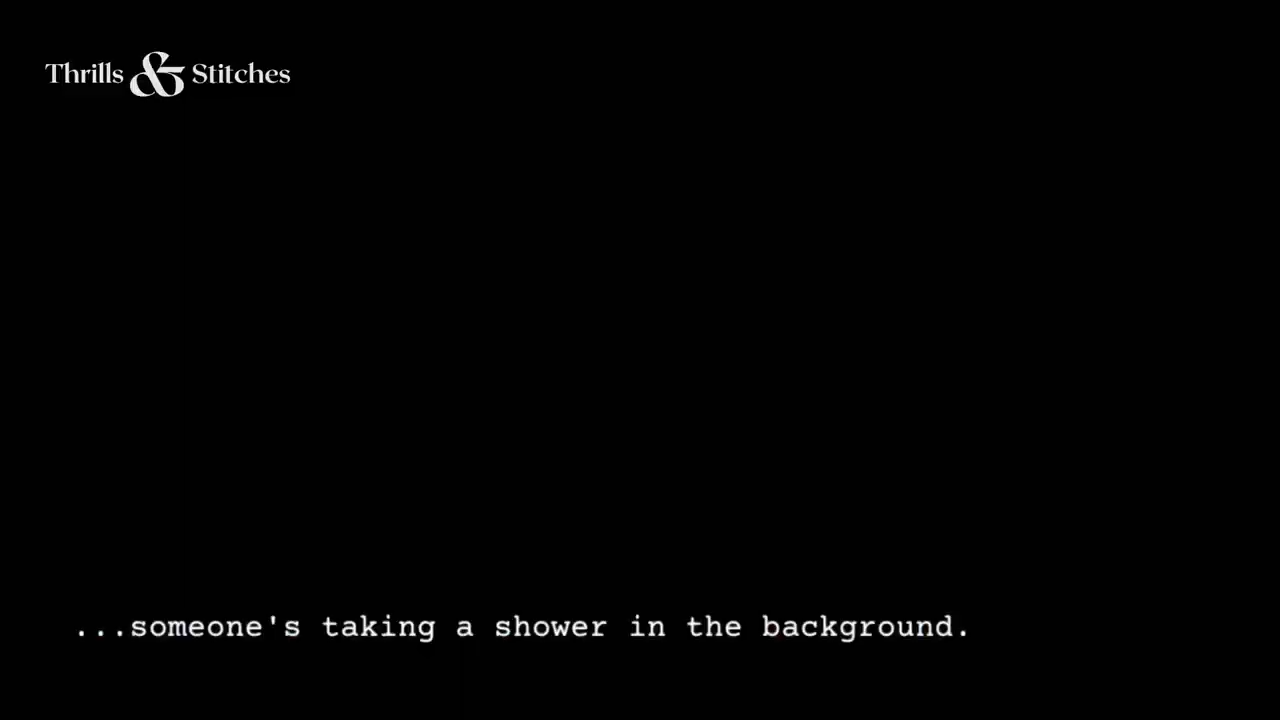 Thrills & Stitches
...someone's taking a shower in the background.